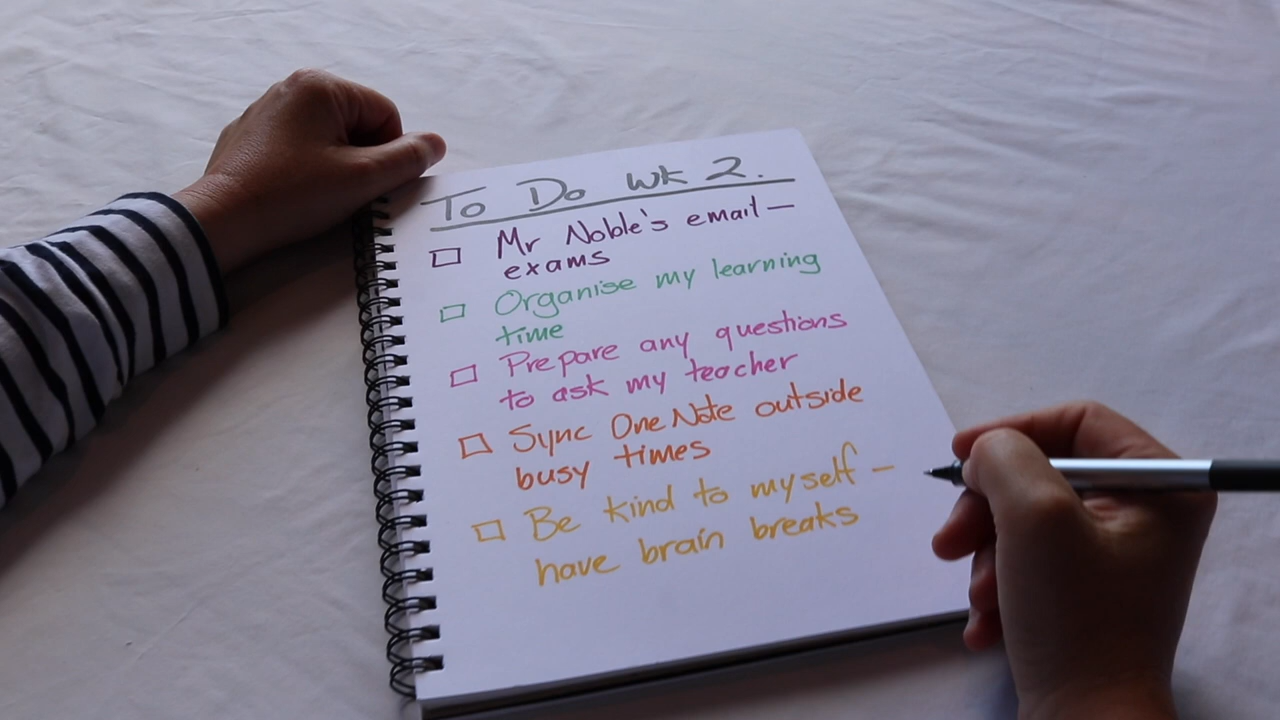 To Do Wk 2.
Mr Noble's email –
exams
Organise my learning
time
Prepare any questions
to ask my teacher
Sync OneNote outside
busy times
Be kind to myself –
have brain breaks